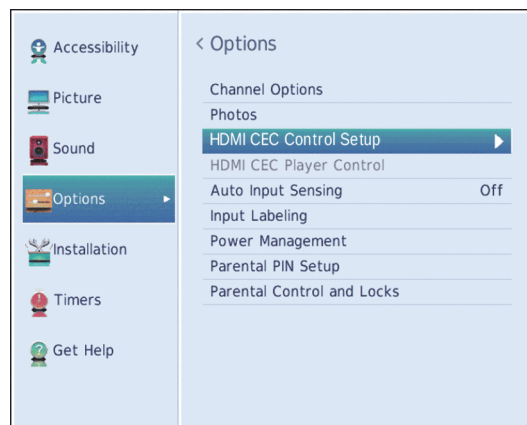 Accessibility
Picture
Sound
Options
Installation
Timers
Get Help
< Options
Channel Options
Photos
HDMI CEC Control Setup
HDMI CEC Player Control
Auto Input Sensing Off
Input Labeling
Power Management
Parental PIN Setup
Parental Control and Locks